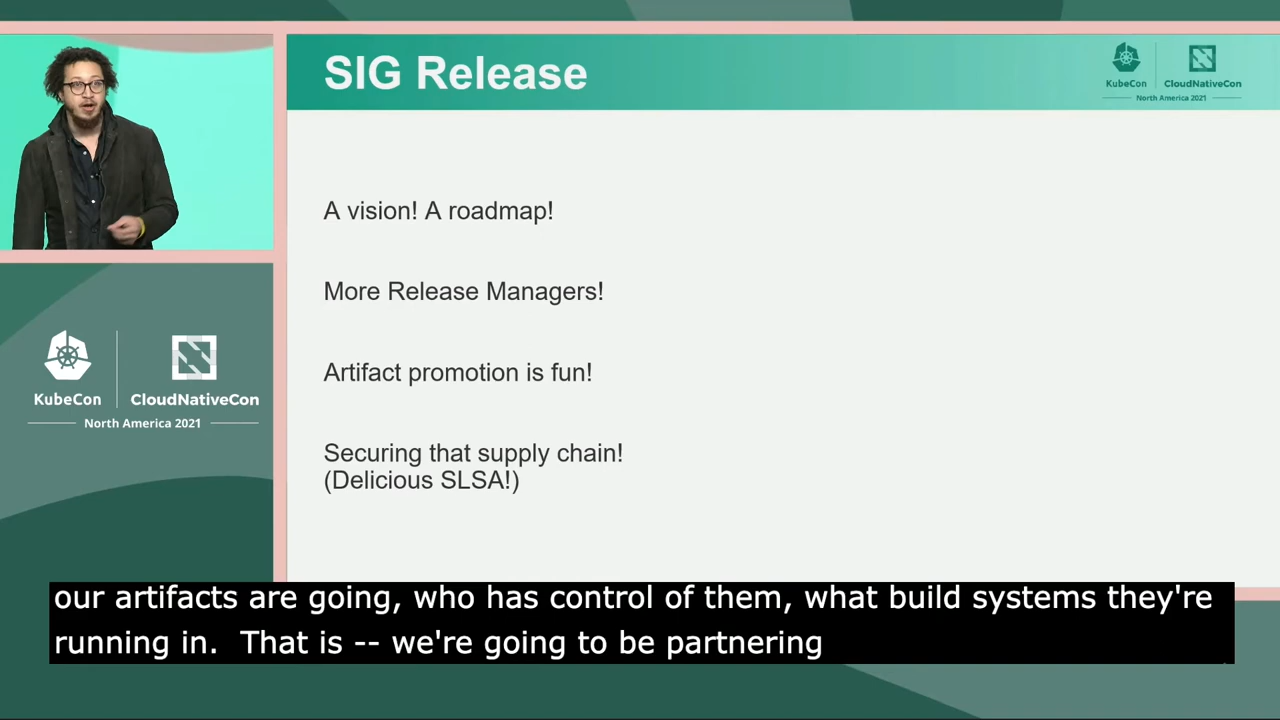 SIG Release
KubeCon
CloudNativeCon
North America 2021
A vision! A roadmap!
More Release Managers!
Artifact promotion is fun!
Securing that supply chain!
(Delicious SLSA!)
KubeCon
CloudNativeCon
North America 2021
our artifacts are going, who has control of them, what build systems they're
running in.  That is -- we're going to be partnering